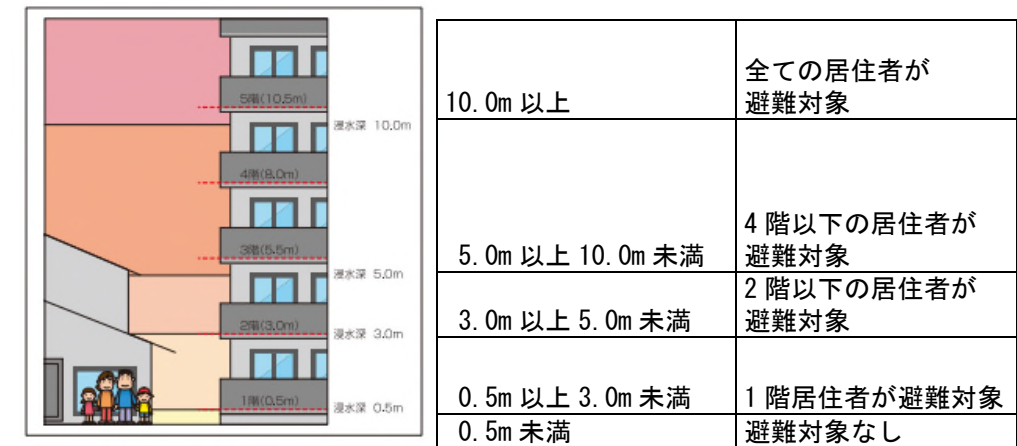 5階(10.5m)
浸水深 10.0m
4階(8.0m)
3階(5.5m)
浸水深 5.0m
2階(3.0m)
浸水深 3.0m
1階(0.5m)
浸水深 0.5m
10.0m 以上
全ての居住者が
避難対象
5.0m 以上 10.0m 未満
4 階以下の居住者が
避難対象
3.0m 以上 5.0m 未満
2 階以下の居住者が
避難対象
0.5m 以上 3.0m 未満
1 階居住者が避難対象
0.5m 未満
避難対象なし